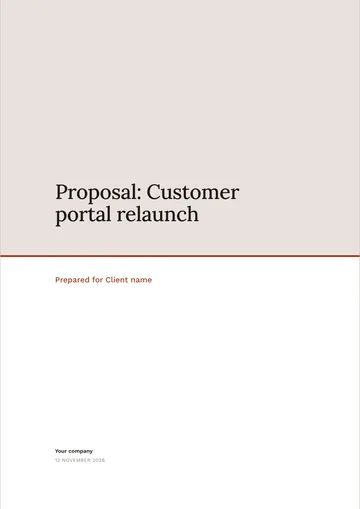 Proposal: Customer
portal relaunch
Prepared for Client name
Your company
12 NOVEMBER 2026